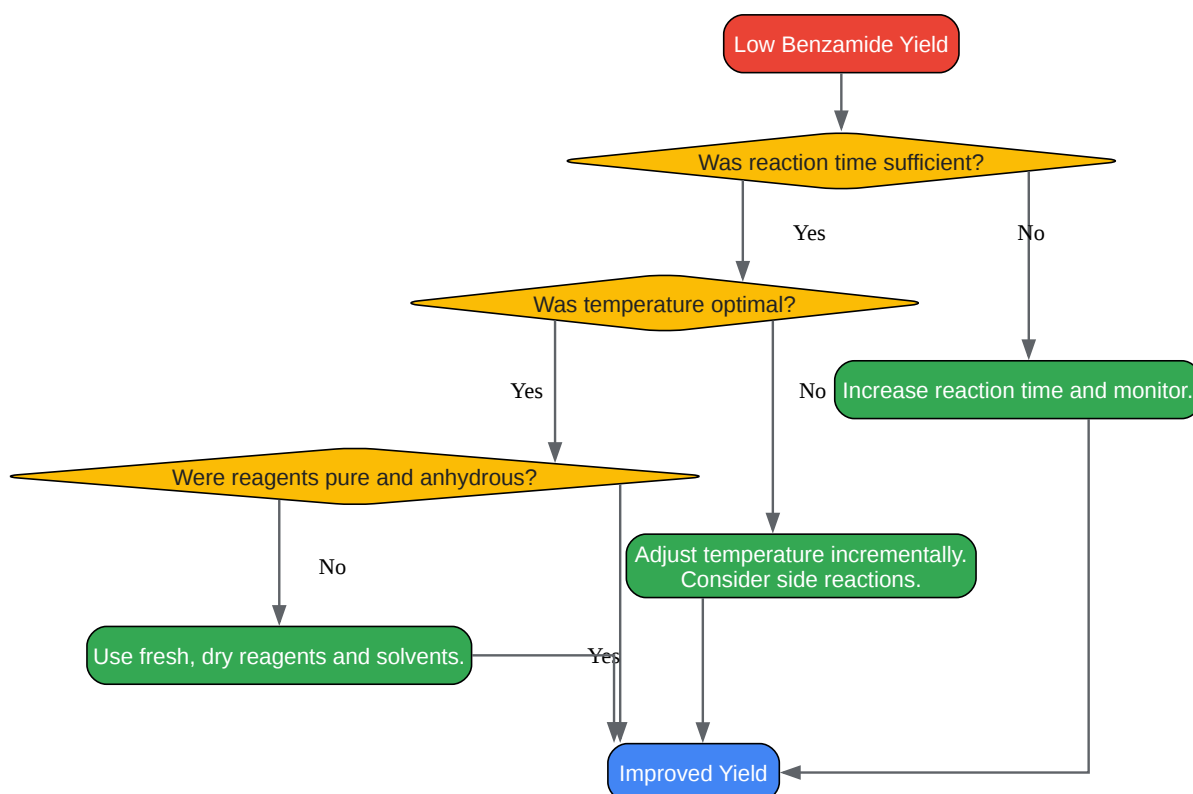 Low Benzamide Yield
Was reaction time sufficient?
Yes
No
Was temperature optimal?
Yes
No
Increase reaction time and monitor.
Were reagents pure and anhydrous?
No
Adjust temperature incrementally.
Consider side reactions.
Use fresh, dry reagents and solvents.
Yes
Improved Yield